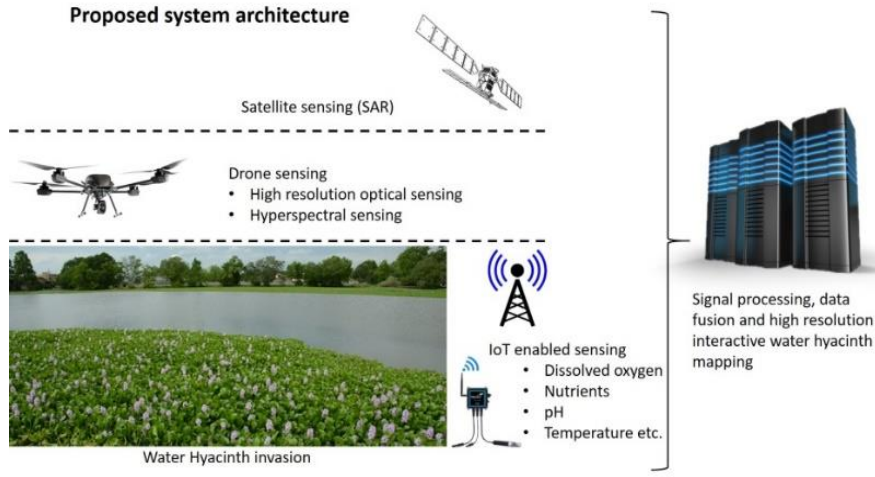 Proposed system architecture
Satellite sensing (SAR)
Drone sensing
• High resolution optical sensing
• Hyperspectral sensing
IoT enabled sensing
• Dissolved oxygen
• Nutrients
• pH
• Temperature etc.
Water Hyacinth invasion
Signal processing, data
fusion and high resolution
interactive water hyacinth
mapping